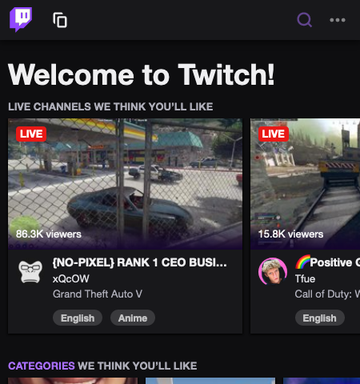 Welcome to Twitch!
LIVE CHANNELS WE THINK YOU'LL LIKE
LIVE
LIVE
86.3K viewers
15.8K viewers
{NO-PIXEL} RANK 1 CEO BUSI...
🌈Positive
xQcOW
Tfue
Grand Theft Auto V
Call of Duty:
English
Anime
English
CATEGORIES WE THINK YOU'LL LIKE